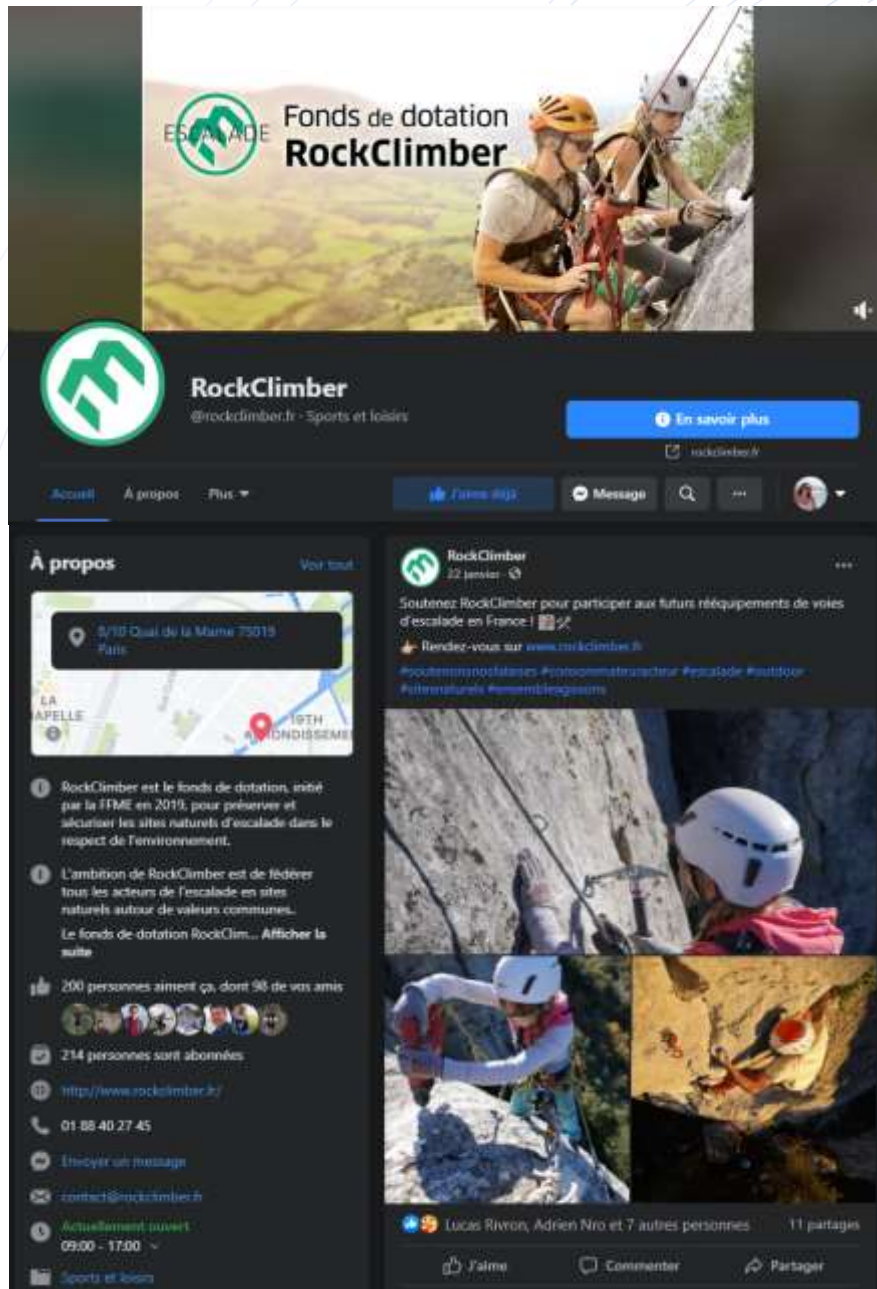 ESCALADE
Fonds de dotation
RockClimber
RockClimber
@rockclimber.fr · Sports et loisirs
En savoir plus
rockclimber.fr
Accueil
À propos
Plus
J'aime déjà
Message
À propos
Voir tout
8/10 Quai de la Marne 75019
Paris
LA
APELLE
19TH
ONDISSEME
RockClimber est le fonds de dotation, initié
par la FFME en 2019, pour préserver et
sécuriser les sites naturels d'escalade dans le
respect de l'environnement.
L'ambition de RockClimber est de fédérer
tous les acteurs de l'escalade en sites
naturels autour de valeurs communes..
Le fonds de dotation RockClim... Afficher la
suite
200 personnes aiment ça, dont 98 de vos amis
214 personnes sont abonnées
http://www.rockclimber.fr/
01 88 40 27 45
Envoyer un message
contact@rockclimber.fr
Actuellement ouvert
09:00 - 17:00
Sports et loisirs
RockClimber
22 janvier
Soutenez RockClimber pour participer aux futurs rééquipements de voies
d'escalade en France !
Rendez-vous sur www.rockclimber.fr
#soutenonsnosfalaises #consommateuracteur #escalade #outdoor
#sitesnaturels #ensembleagissons
Lucas Rivron, Adrien Nro et 7 autres personnes
11 partages
J'aime
Commenter
Partager